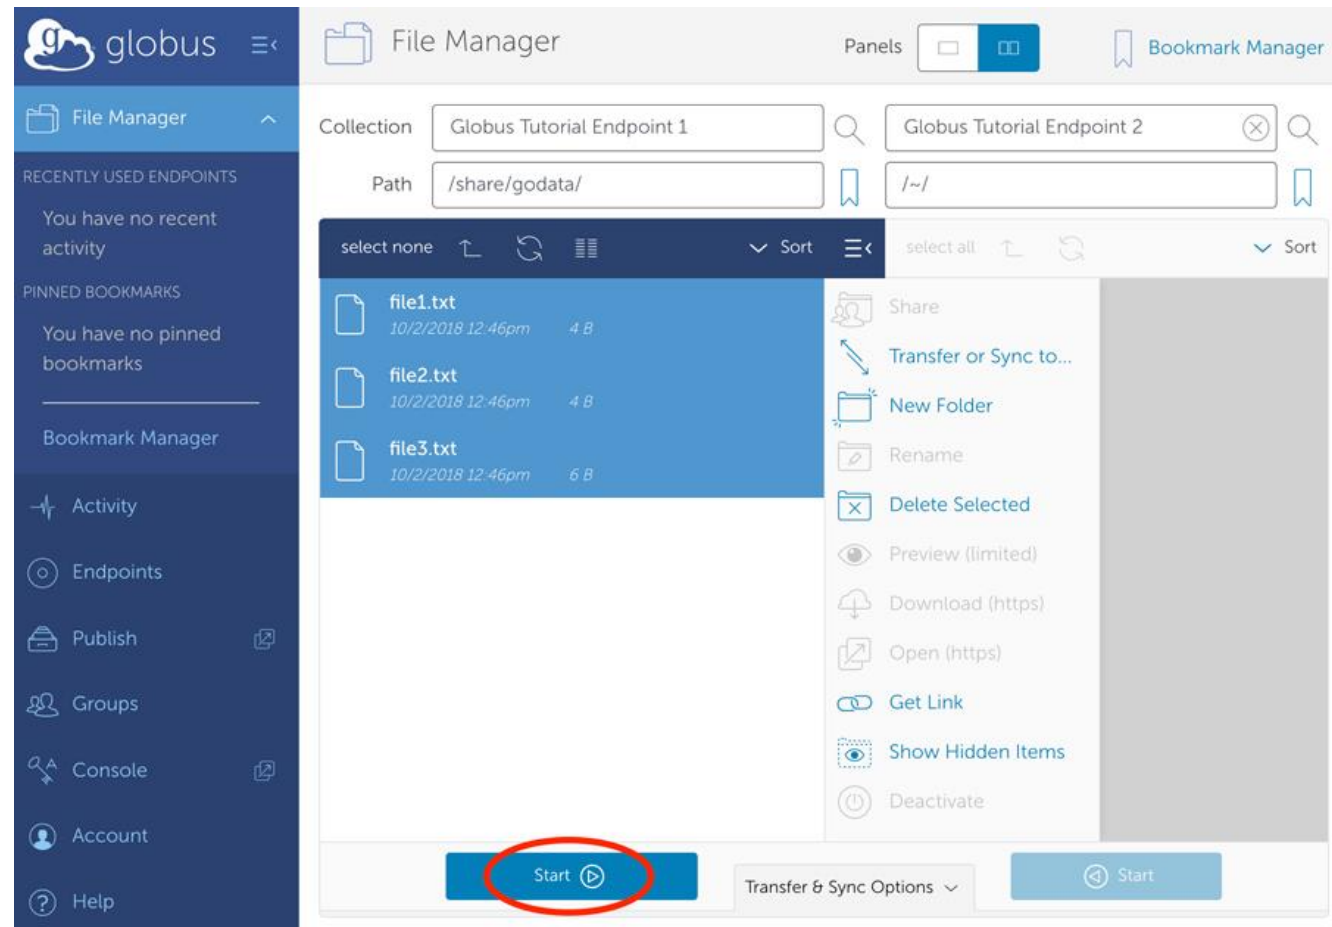 globus
File Manager
Panels
Bookmark Manager
File Manager
Collection
Globus Tutorial Endpoint 1
Globus Tutorial Endpoint 2
Path
/share/godata/
/~/
RECENTLY USED ENDPOINTS
You have no recent
activity
PINNED BOOKMARKS
You have no pinned
bookmarks
Bookmark Manager
Activity
Endpoints
Publish
Groups
Console
Account
Help
select none
Sort
select all
Sort
file1.txt
10/2/2018 12:46pm 4 B
file2.txt
10/2/2018 12:46pm 4 B
file3.txt
10/2/2018 12:46pm 6 B
Share
Transfer or Sync to...
New Folder
Rename
Delete Selected
Preview (limited)
Download (https)
Open (https)
Get Link
Show Hidden Items
Deactivate
Start
Transfer & Sync Options
Start